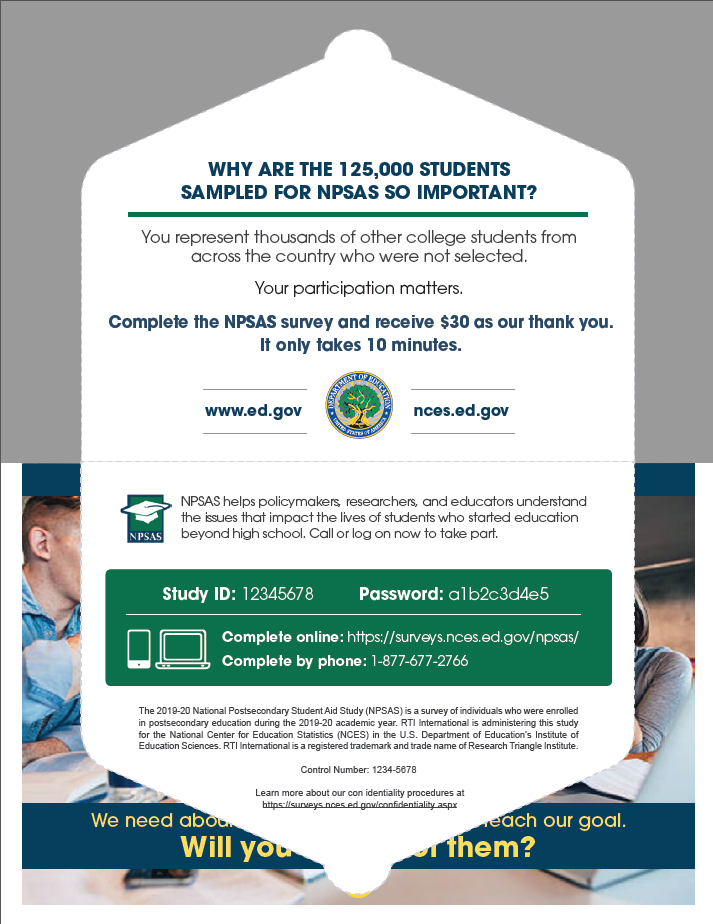 WHY ARE THE 125,000 STUDENTS
SAMPLED FOR NPSAS SO IMPORTANT?
You represent thousands of other college students from
across the country who were not selected.
Your participation matters.
Complete the NPSAS survey and receive $30 as our thank you.
It only takes 10 minutes.
www.ed.gov
DEPARTMENT OF EDUCATION
UNITED STATES OF AMERICA
nces.ed.gov
NPSAS
NPSAS helps policymakers, researchers, and educators understand
the issues that impact the lives of students who started education
beyond high school. Call or log on now to take part.
Study ID: 12345678 Password: a1b2c3d4e5
Complete online: https://surveys.nces.ed.gov/npsas/
Complete by phone: 1-877-677-2766
The 2019-20 National Postsecondary Student Aid Study (NPSAS) is a survey of individuals who were enrolled
in postsecondary education during the 2019-20 academic year. RTI International is administering this study
for the National Center for Education Statistics (NCES) in the U.S. Department of Education's Institute of
Education Sciences. RTI International is a registered trademark and trade name of Research Triangle Institute.
Control Number: 1234-5678
Learn more about our con identiality procedures at
https://surveys.nces.ed.gov/confidentiality.aspx
We need our goal.
Will them?